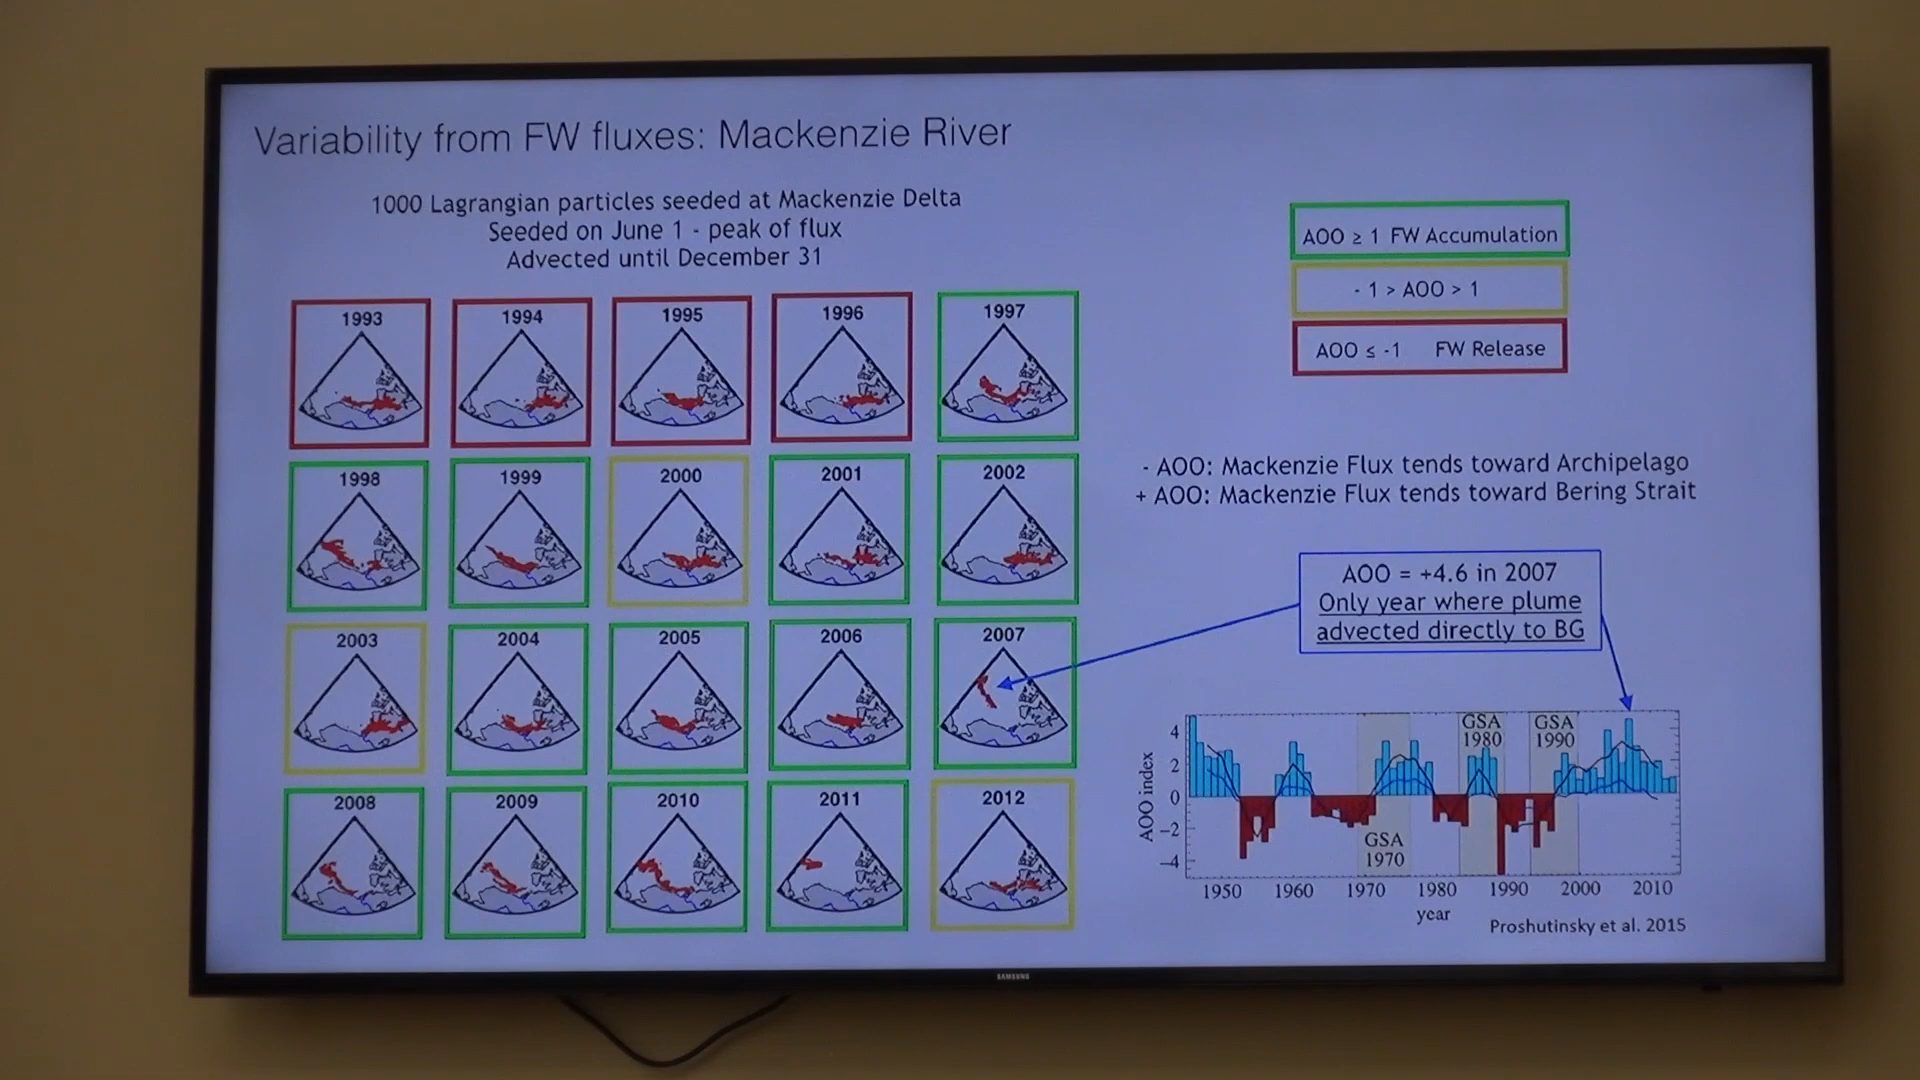 Variability from FW fluxes: Mackenzie River
1000 Lagrangian particles seeded at Mackenzie Delta
Seeded on June 1 - peak of flux
Advected until December 31
1993
1994
1995
1996
1997
1998
1999
2000
2001
2002
2003
2004
2005
2006
2007
2008
2009
2010
2011
2012
AOO ≥ 1 FW Accumulation
- 1 > AOO > 1
AOO ≤ -1 FW Release
- AOO: Mackenzie Flux tends toward Archipelago
+ AOO: Mackenzie Flux tends toward Bering Strait
AOO = +4.6 in 2007
Only year where plume
advected directly to BG
AOO index
4
2
0
−2
−4
GSA
1970
GSA
1980
GSA
1990
1950 1960 1970 1980 1990 2000 2010
year
Proshutinsky et al. 2015
SAMSUNG